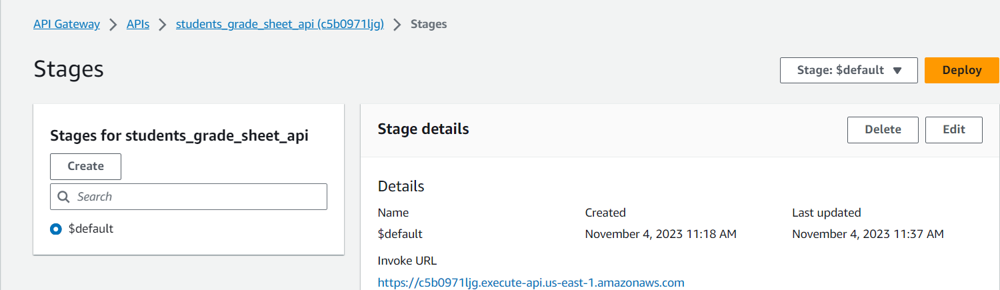 API Gateway > APIs > students_grade_sheet_api (c5b0971ljg) > Stages
Stages
Stage: $default
Deploy
Stages for students_grade_sheet_api
Create
Search
$default
Stage details
Delete
Edit
Details
Name
Created
Last updated
$default
November 4, 2023 11:18 AM
November 4, 2023 11:37 AM
Invoke URL
https://c5b0971ljg.execute-api.us-east-1.amazonaws.com